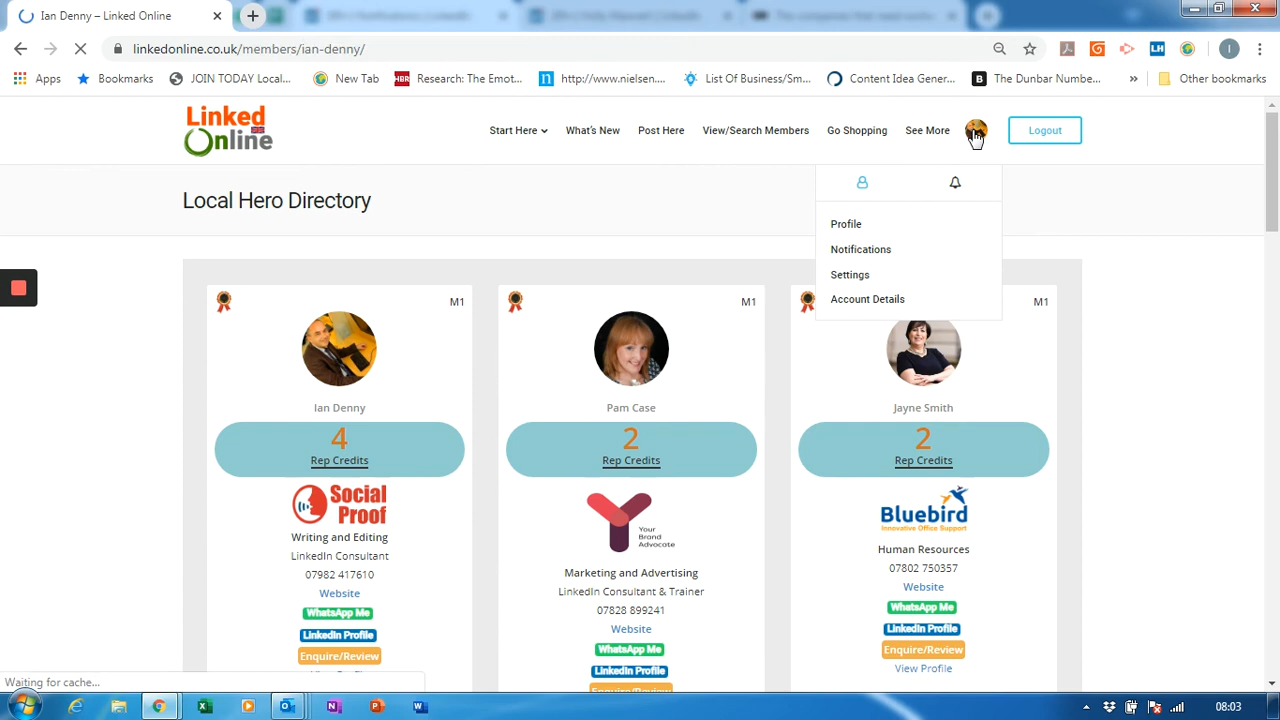 Ian Denny – Linked Online
linkedonline.co.uk/members/ian-denny/
Apps Bookmarks JOIN TODAY Local... New Tab HBR Research: The Emot... http://www.nielsen.... List Of Business/Sm... Content Idea Gener... B The Dunbar Numbe... » Other bookmarks
Linked Online
Start Here What's New Post Here View/Search Members Go Shopping See More Logout
Local Hero Directory
Profile
Notifications
Settings
Account Details
M1
Ian Denny
4
Rep Credits
Social Proof
Writing and Editing
LinkedIn Consultant
07982 417610
Website
WhatsApp Me
LinkedIn Profile
Enquire/Review
M1
Pam Case
2
Rep Credits
Your
Brand
Advocate
Marketing and Advertising
LinkedIn Consultant & Trainer
07828 899241
Website
WhatsApp Me
LinkedIn Profile
Enquire/Review
M1
Jayne Smith
2
Rep Credits
Bluebird
Innovative Office Support
Human Resources
07802 750357
Website
WhatsApp Me
LinkedIn Profile
Enquire/Review
View Profile
Waiting for cache...
08:03